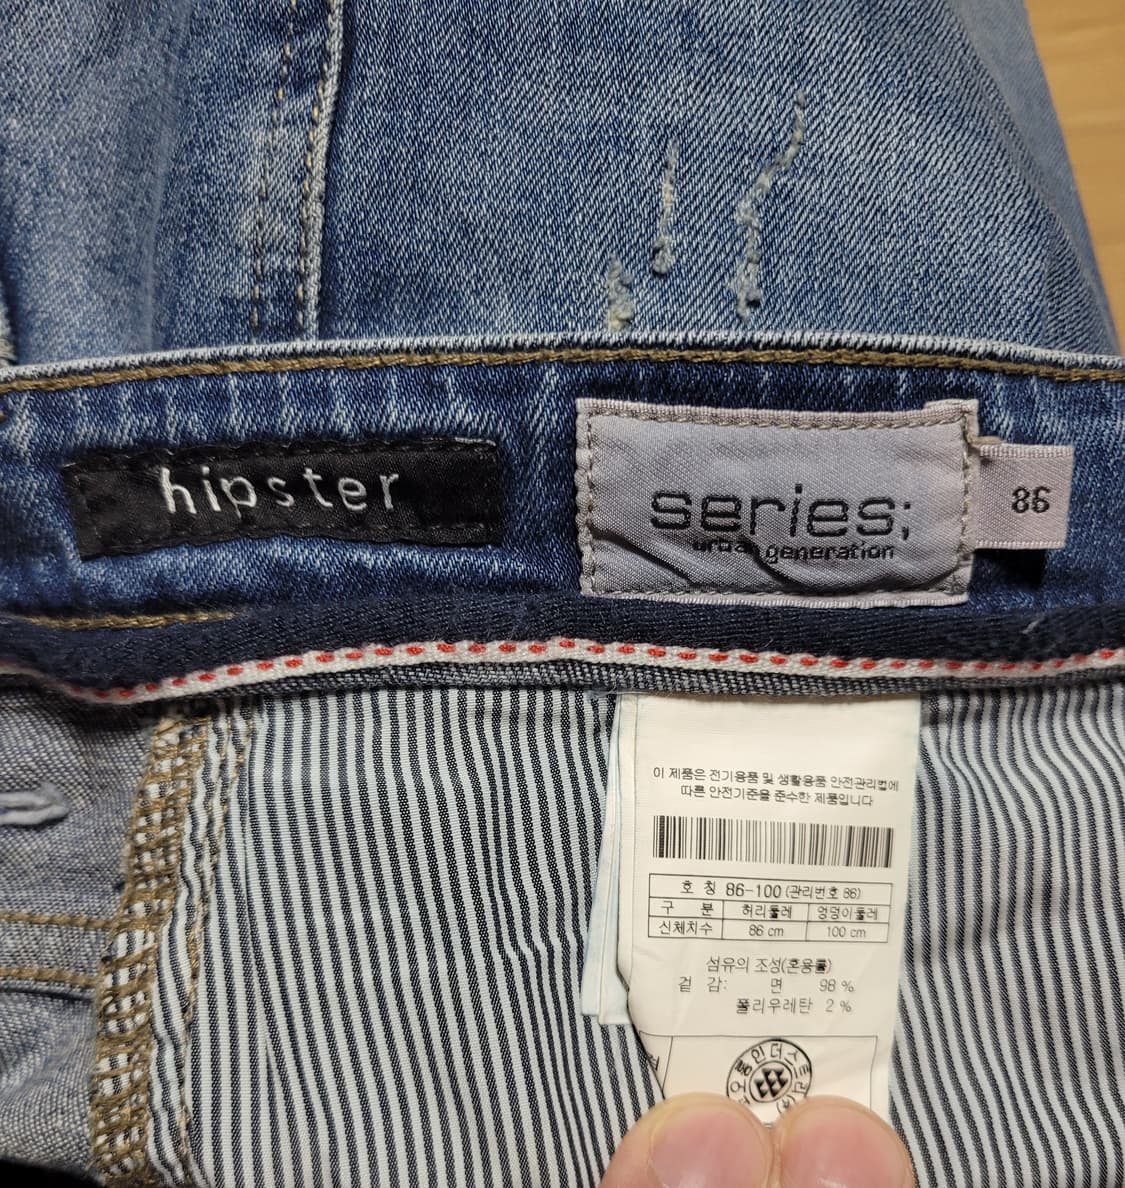 hipster
series;
urban generation
86
이 제품은 전기용품 및 생활용품 안전관리법에
따른 안전기준을 준수한 제품입니다
호 칭 86-100 (관리번호 86)
구 분 허리둘레 엉덩이둘레
신체치수 86 cm 100 cm
섬유의 조성(혼용률)
겉 감: 면 98 %
폴리우레탄 2 %